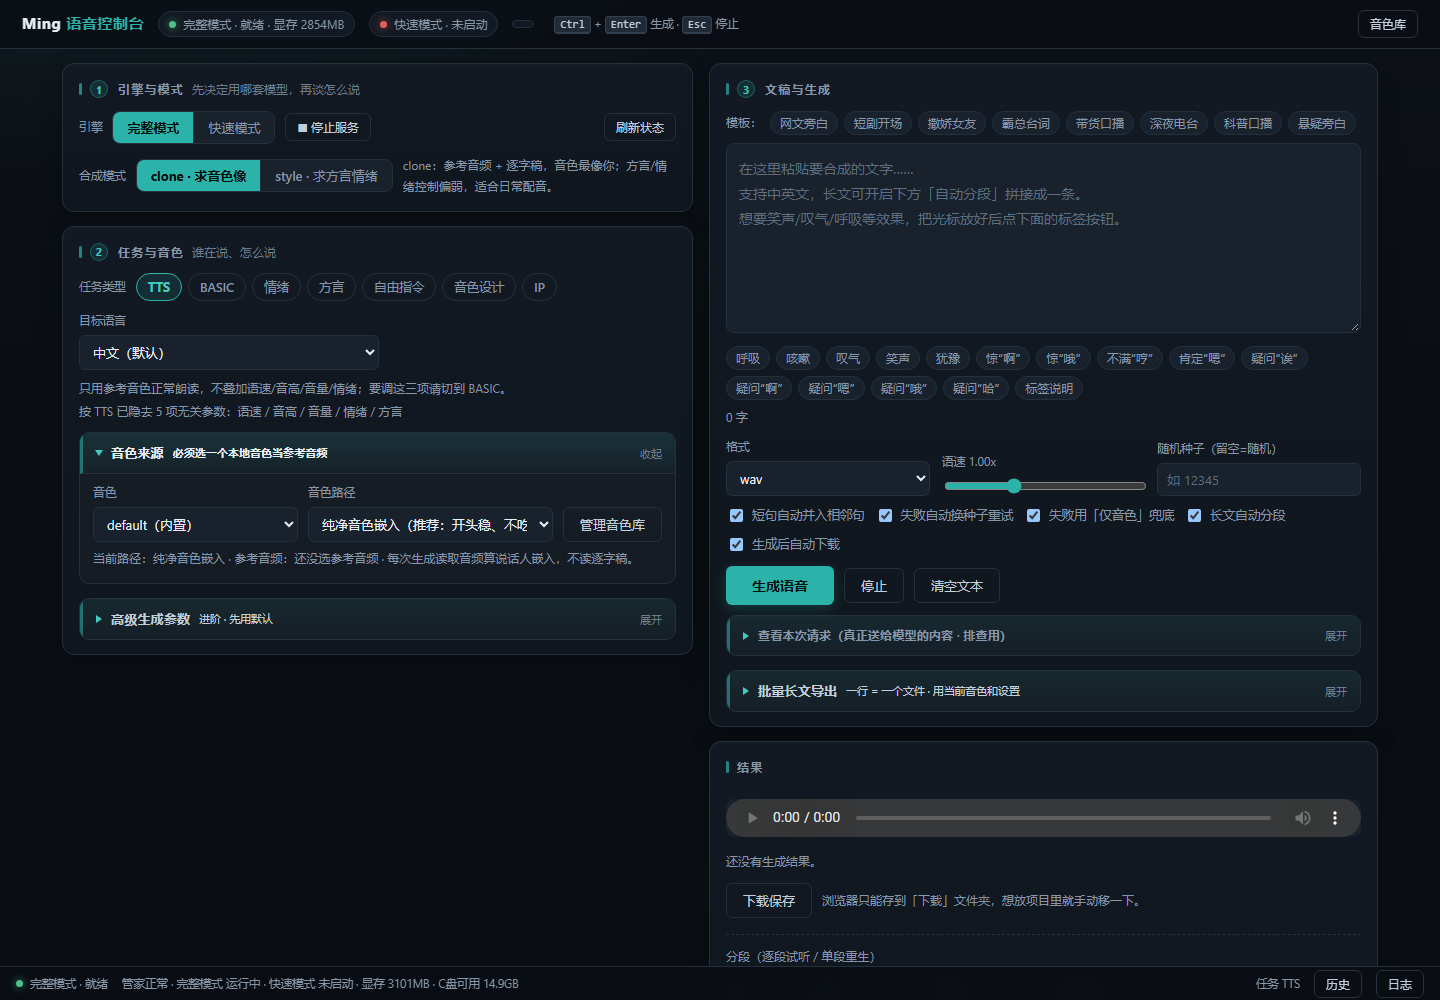 Ming 语音控制台
完整模式 · 就绪 · 显存 2854MB
快速模式 · 未启动
Ctrl + Enter 生成 · Esc 停止
音色库
1 引擎与模式 先决定用哪套模型，再谈怎么说
引擎 完整模式 快速模式 ■ 停止服务 刷新状态
合成模式 clone · 求音色像 style · 求方言情绪
clone：参考音频 + 逐字稿，音色最像你；方言/情
绪控制偏弱，适合日常配音。
2 任务与音色 谁在说、怎么说
任务类型 TTS BASIC 情绪 方言 自由指令 音色设计 IP
目标语言
中文（默认）
只用参考音色正常朗读，不叠加语速/音高/音量/情绪；要调这三项请切到 BASIC。
按 TTS 已隐去 5 项无关参数：语速 / 音高 / 音量 / 情绪 / 方言
音色来源 必须选一个本地音色当参考音频 收起
音色 音色路径
default（内置） 纯净音色嵌入（推荐：开头稳、不吃 管理音色库
当前路径：纯净音色嵌入 · 参考音频：还没选参考音频 · 每次生成读取音频算说话人嵌入，不读逐字稿。
高级生成参数 进阶 · 先用默认 展开
3 文稿与生成
模板： 网文旁白 短剧开场 撒娇女友 霸总台词 带货口播 深夜电台 科普口播 悬疑旁白
在这里粘贴要合成的文字……
支持中英文，长文可开启下方「自动分段」拼接成一条。
想要笑声/叹气/呼吸等效果，把光标放好后点下面的标签按钮。
呼吸 咳嗽 叹气 笑声 犹豫 惊“啊” 惊“哦” 不满“哼” 肯定“嗯” 疑问“诶”
疑问“啊” 疑问“嗯” 疑问“哦” 疑问“哈” 标签说明
0 字
格式 语速 1.00x 随机种子（留空=随机）
wav 如 12345
短句自动并入相邻句 失败自动换种子重试 失败用「仅音色」兜底 长文自动分段
生成后自动下载
生成语音 停止 清空文本
查看本次请求（真正送给模型的内容 · 排查用） 展开
批量长文导出 一行 = 一个文件 · 用当前音色和设置 展开
结果
0:00 / 0:00
还没有生成结果。
下载保存 浏览器只能存到「下载」文件夹，想放项目里就手动移一下。
分段（逐段试听 / 单段重生）
完整模式 · 就绪 管家正常 · 完整模式 运行中 · 快速模式 未启动 · 显存 3101MB · C盘可用 14.9GB
任务 TTS 历史 日志